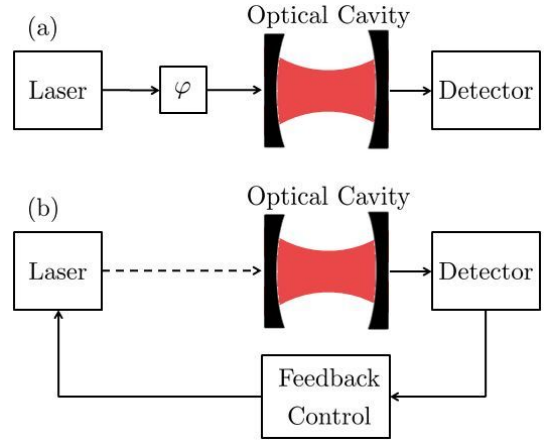 (a)
Optical Cavity
Laser
φ
Detector
(b)
Optical Cavity
Laser
Detector
Feedback
Control